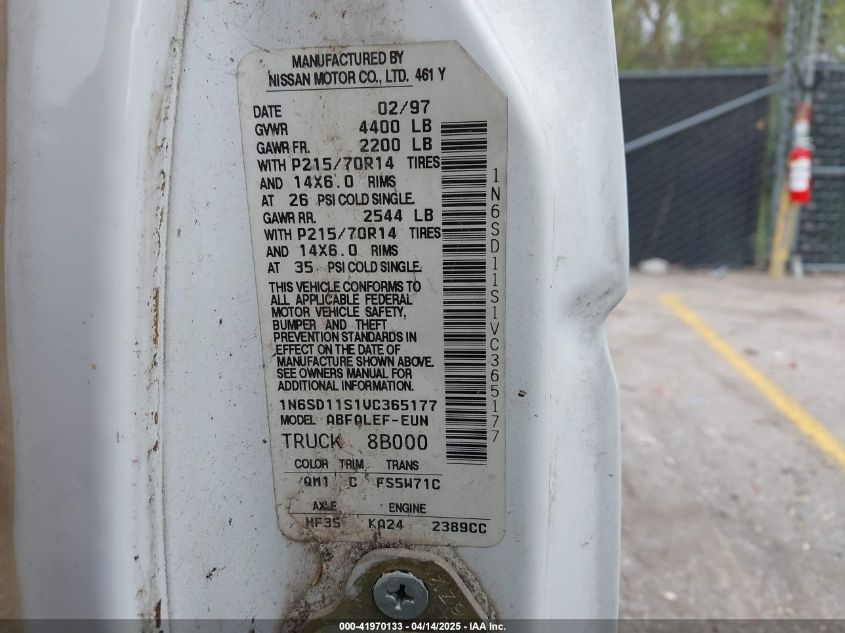 MANUFACTURED BY
NISSAN MOTOR CO., LTD. 461 Y
DATE 02/97
GVWR 4400 LB
GAWR FR. 2200 LB
WITH P215/70R14 TIRES
AND 14X6.0 RIMS
AT 26 PSI COLD SINGLE.
GAWR RR. 2544 LB
WITH P215/70R14 TIRES
AND 14X6.0 RIMS
AT 35 PSI COLD SINGLE.
THIS VEHICLE CONFORMS TO
ALL APPLICABLE FEDERAL
MOTOR VEHICLE SAFETY,
BUMPER AND THEFT
PREVENTION STANDARDS IN
EFFECT ON THE DATE OF
MANUFACTURE SHOWN ABOVE.
SEE OWNERS MANUAL FOR
ADDITIONAL INFORMATION
1N6SD11S1VC365177
MODEL ABFALEF-EUN
TRUCK 8B000
COLOR TRIM TRANS
QM1 C FS5W71C
AXLE ENGINE
HF35 KA24 2389CC
1N6SD11S1VC365177
000-41970133 - 04/14/2025 - IAA Inc.